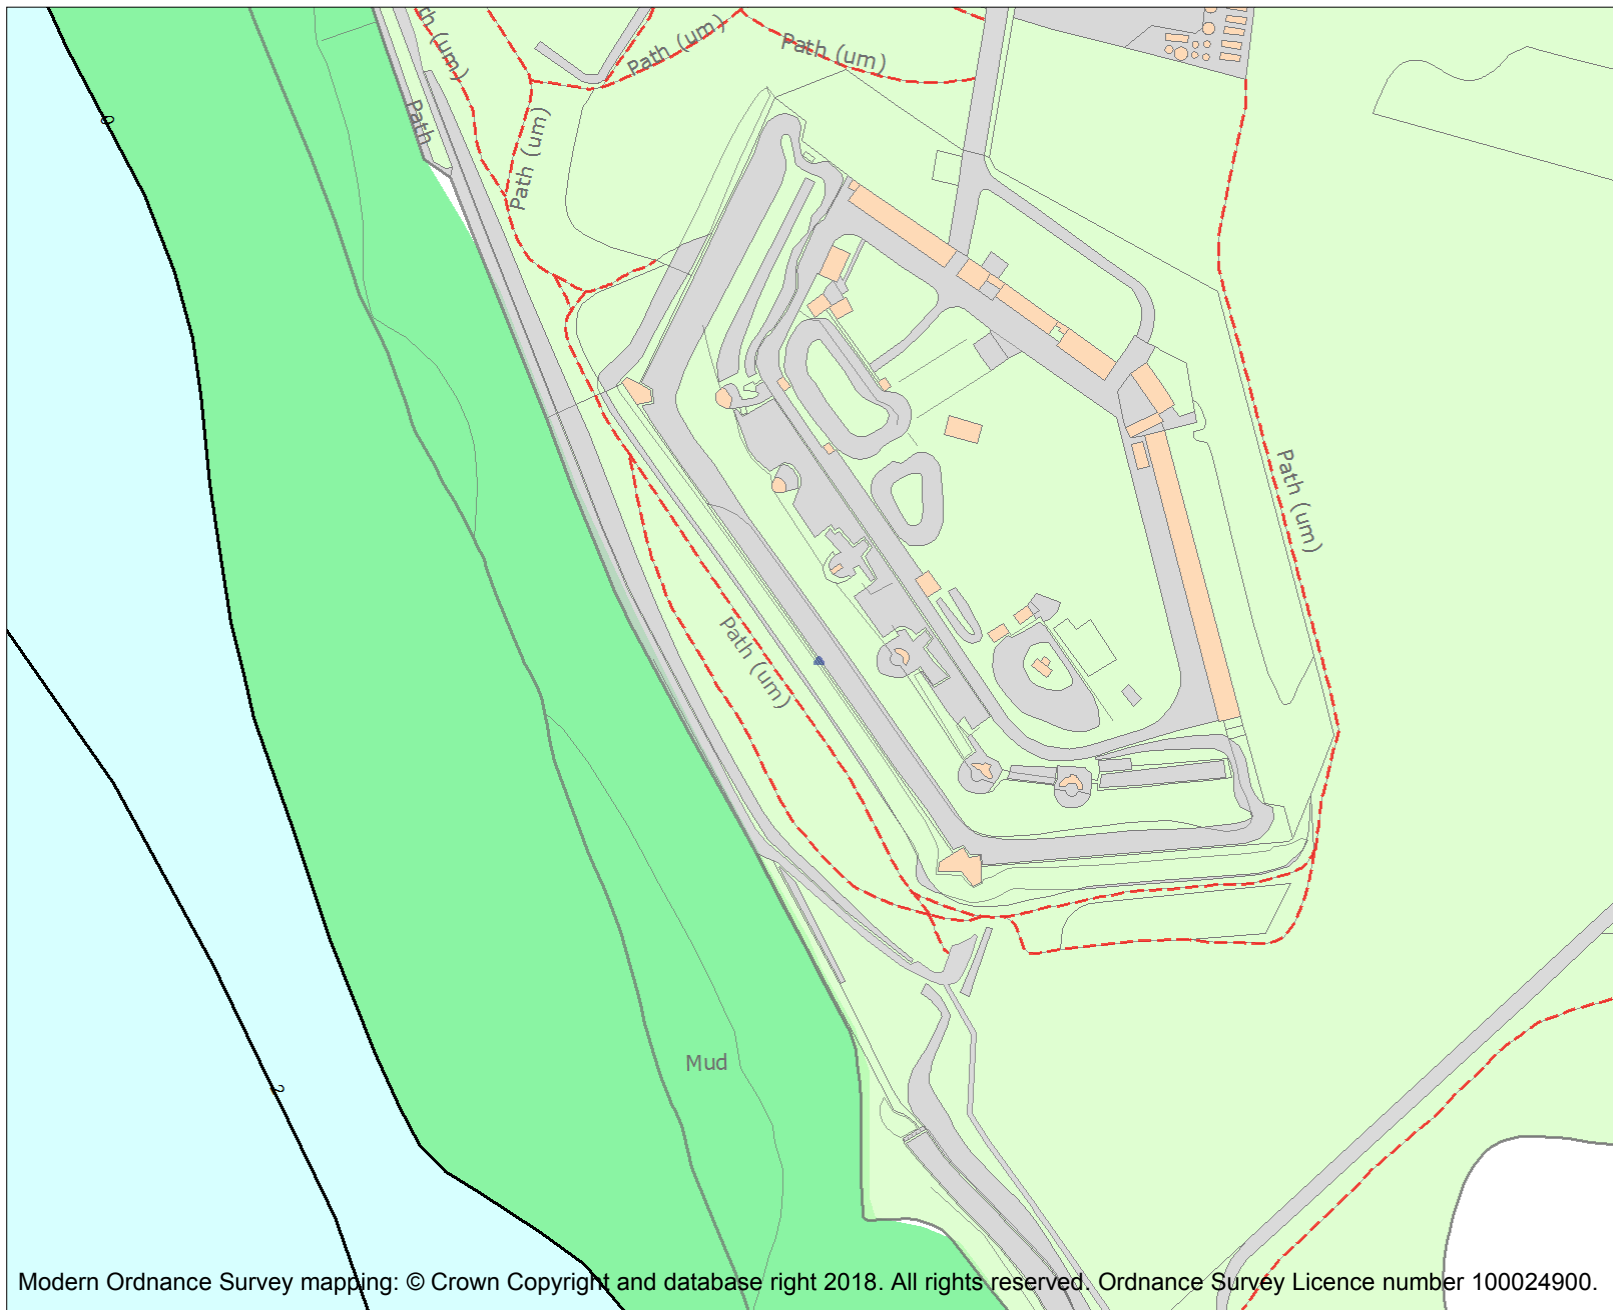 Path (um)
Path (um)
Path (um)
Path
Path (um)
0
Path (um)
Path (um)
Mud
2
Modern Ordnance Survey mapping: © Crown Copyright and database right 2018. All rights reserved. Ordnance Survey Licence number 100024900.